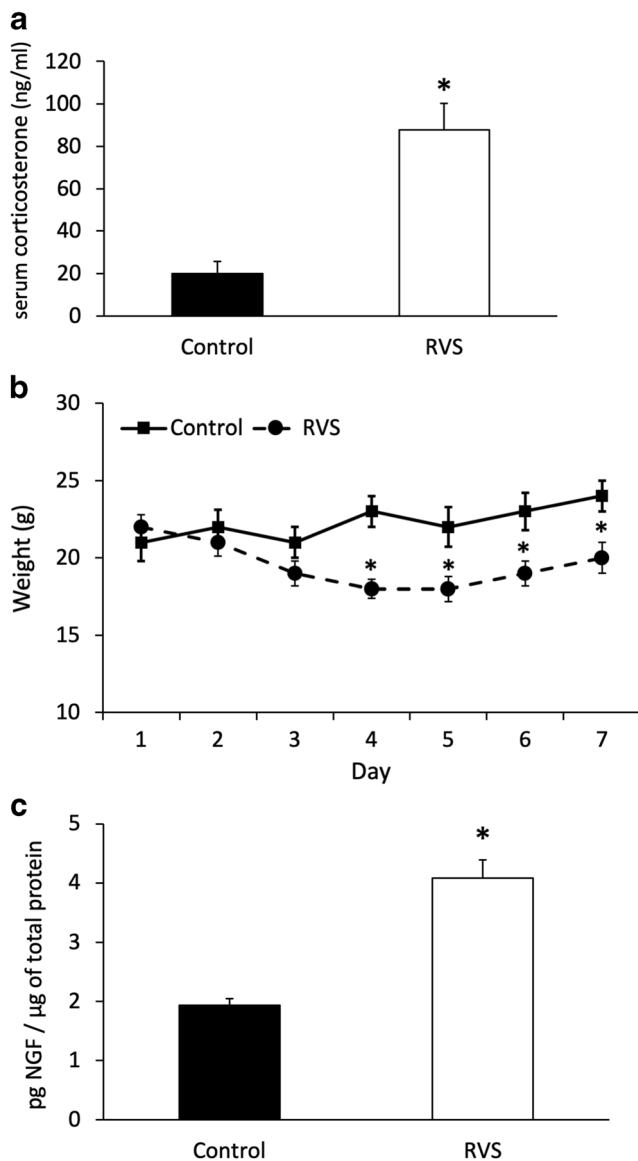 a
serum corticosterone (ng/ml)
120
100
80
60
40
20
0
*
Control
RVS
b
Weight (g)
30
25
20
15
10
Control
RVS
*
*
*
*
1 2 3 4 5 6 7
Day
c
pg NGF / µg of total protein
5
4
3
2
1
0
*
Control
RVS